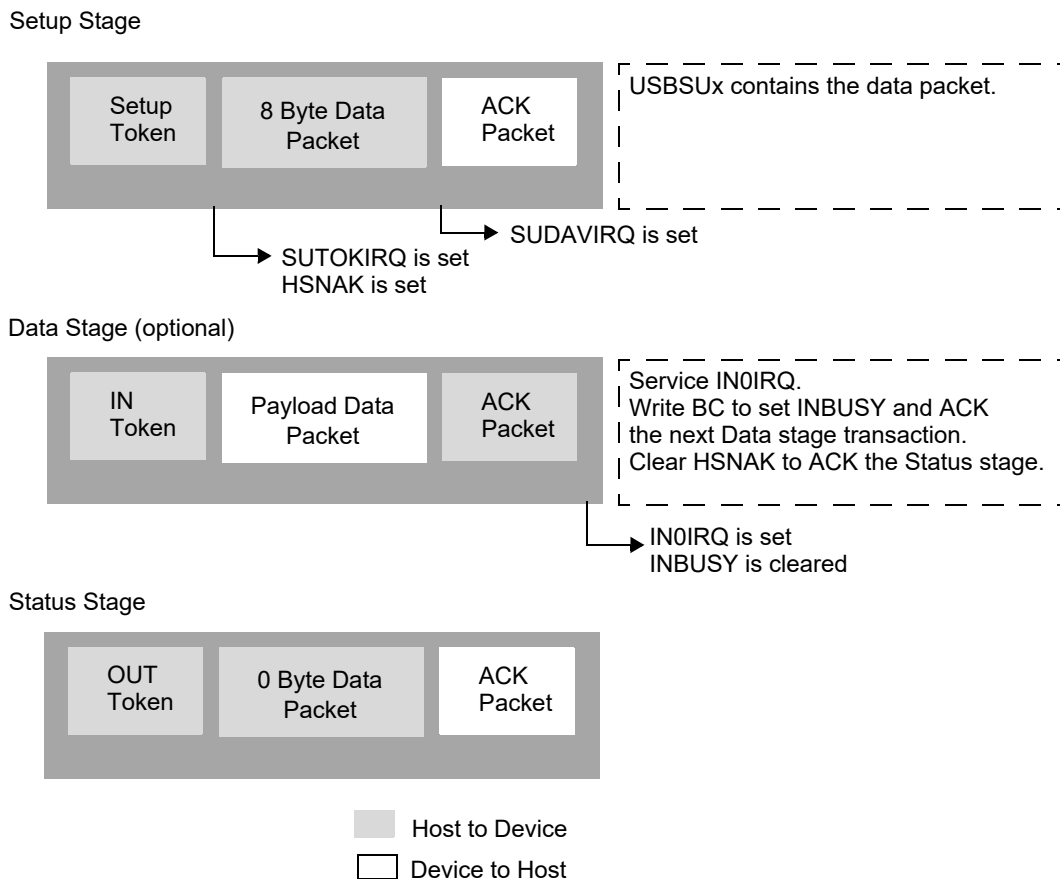 Setup Stage
Setup
Token
8 Byte Data
Packet
ACK
Packet
USBSUx contains the data packet.
SUDAVIRQ is set
SUTOKIRQ is set
HSNAK is set
Data Stage (optional)
IN
Token
Payload Data
Packet
ACK
Packet
Service IN0IRQ.
Write BC to set INBUSY and ACK
the next Data stage transaction.
Clear HSNAK to ACK the Status stage.
IN0IRQ is set
INBUSY is cleared
Status Stage
OUT
Token
0 Byte Data
Packet
ACK
Packet
Host to Device
Device to Host